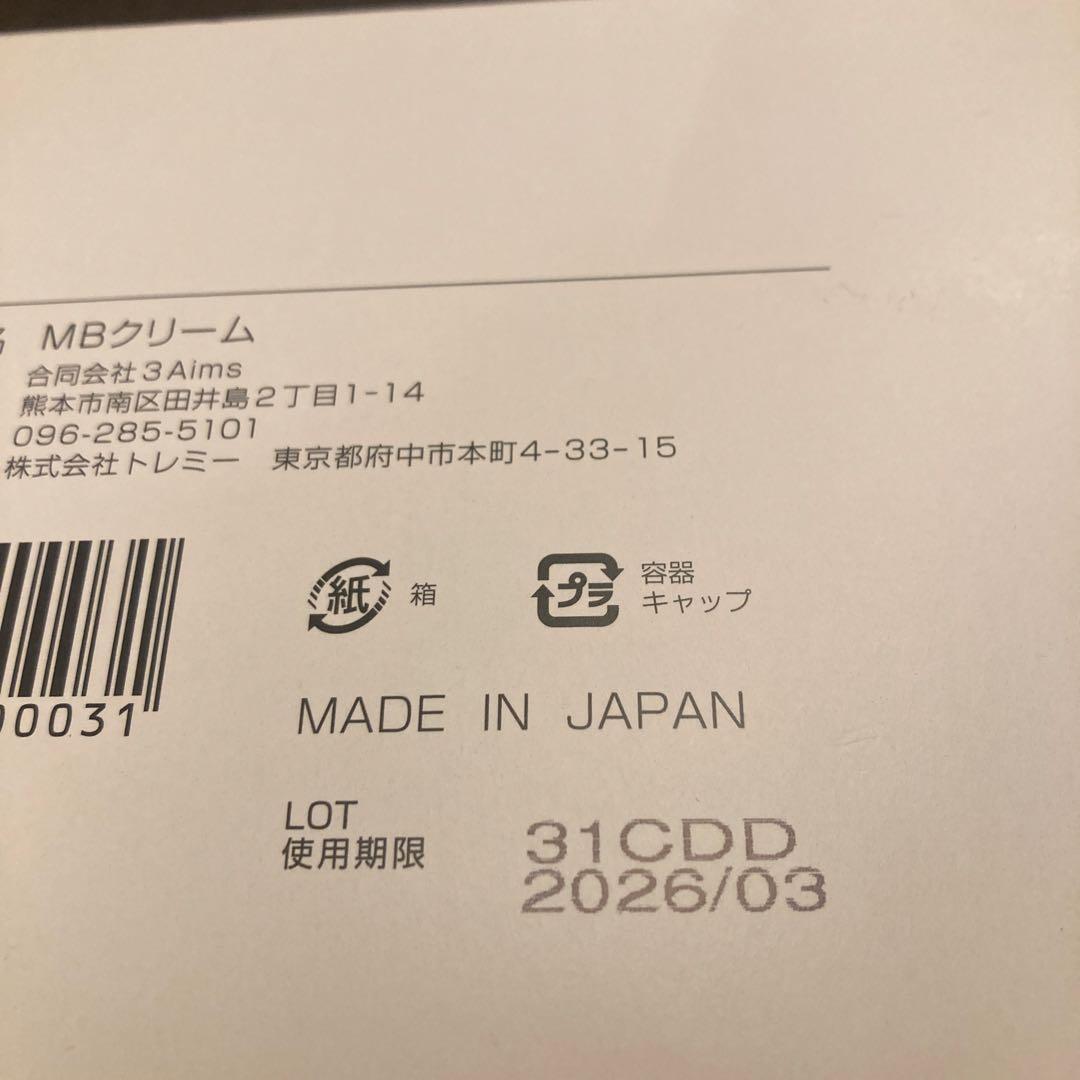 名 MBクリーム
合同会社3Aims
熊本市南区田井島2丁目1-14
096-285-5101
株式会社トレミー 東京都府中市本町4-33-15
紙 箱
プラ 容器
キャップ
00031
MADE IN JAPAN
LOT 31CDD
使用期限 2026/03